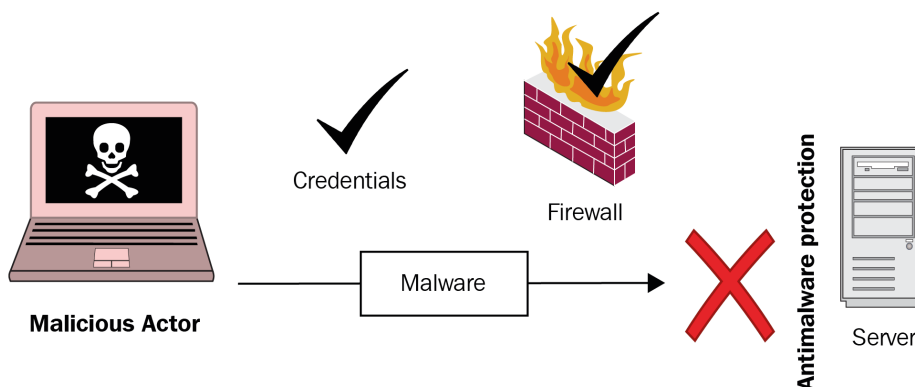 Credentials
Firewall
Malware
Malicious Actor
Antimalware protection
Server